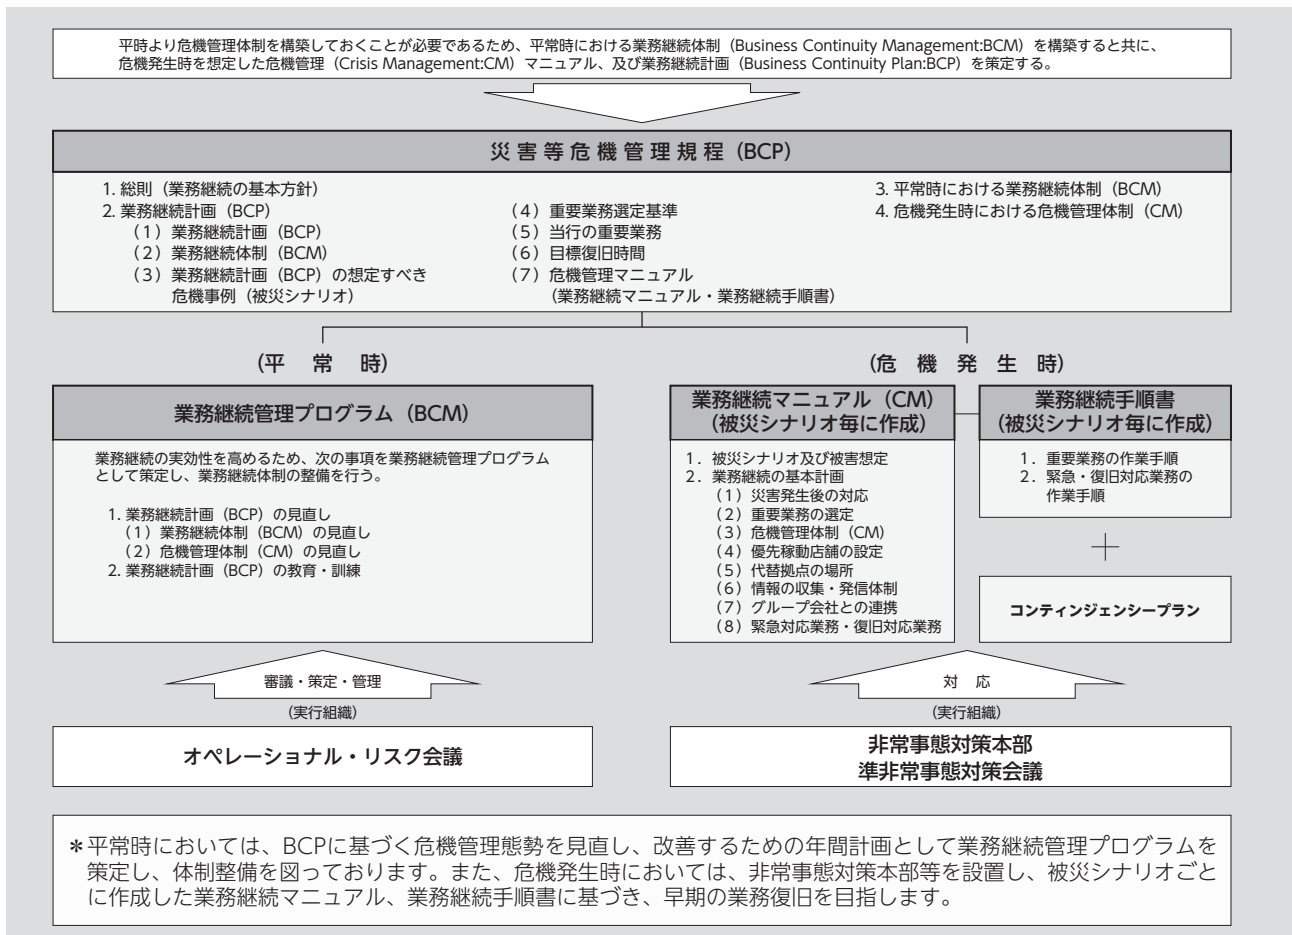 平時より危機管理体制を構築しておくことが必要であるため、平常時における業務継続体制（Business Continuity Management:BCM）を構築すると共に、
危機発生時を想定した危機管理（Crisis Management:CM）マニュアル、及び業務継続計画（Business Continuity Plan:BCP）を策定する。
災害等危機管理規程（BCP）
1. 総則（業務継続の基本方針）
2. 業務継続計画（BCP）
（1）業務継続計画（BCP）
（2）業務継続体制（BCM）
（3）業務継続計画（BCP）の想定すべき
危機事例（被災シナリオ）
（4）重要業務選定基準
（5）当行の重要業務
（6）目標復旧時間
（7）危機管理マニュアル
（業務継続マニュアル・業務継続手順書）
3. 平常時における業務継続体制（BCM）
4. 危機発生時における危機管理体制（CM）
（平 常 時）
業務継続管理プログラム（BCM）
業務継続の実効性を高めるため、次の事項を業務継続管理プログラム
として策定し、業務継続体制の整備を行う。
1. 業務継続計画（BCP）の見直し
（1）業務継続体制（BCM）の見直し
（2）危機管理体制（CM）の見直し
2. 業務継続計画（BCP）の教育・訓練
審議・策定・管理
（実行組織）
オペレーショナル・リスク会議
（危 機 発 生 時）
業務継続マニュアル（CM）
（被災シナリオ毎に作成）
1. 被災シナリオ及び被害想定
2. 業務継続の基本計画
（1）災害発生後の対応
（2）重要業務の選定
（3）危機管理体制（CM）
（4）優先稼動店舗の設定
（5）代替拠点の場所
（6）情報の収集・発信体制
（7）グループ会社との連携
（8）緊急対応業務・復旧対応業務
業務継続手順書
（被災シナリオ毎に作成）
1. 重要業務の作業手順
2. 緊急・復旧対応業務の
作業手順
＋
コンティンジェンシープラン
対 応
（実行組織）
非常事態対策本部
準非常事態対策会議
＊平常時においては、BCPに基づく危機管理態勢を見直し、改善するための年間計画として業務継続管理プログラムを
策定し、体制整備を図っております。また、危機発生時においては、非常事態対策本部等を設置し、被災シナリオごと
に作成した業務継続マニュアル、業務継続手順書に基づき、早期の業務復旧を目指します。